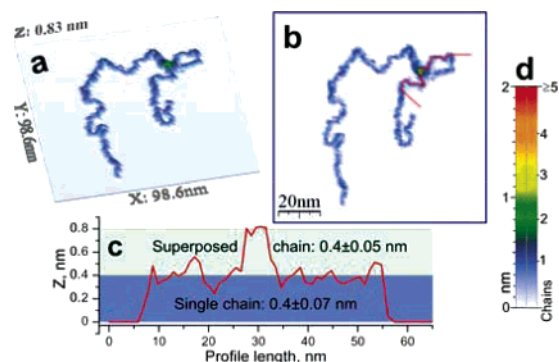 Z: 0.83 nm
a
Y: 98.6nm
X: 98.6nm
b
20nm
d
2
1
0
nm
≥5
4
3
2
1
0
Chains
c
Z, nm
0.8
0.6
0.4
0.2
0
Superposed chain: 0.4±0.05 nm
Single chain: 0.4±0.07 nm
0 10 20 30 40 50 60
Profile length, nm